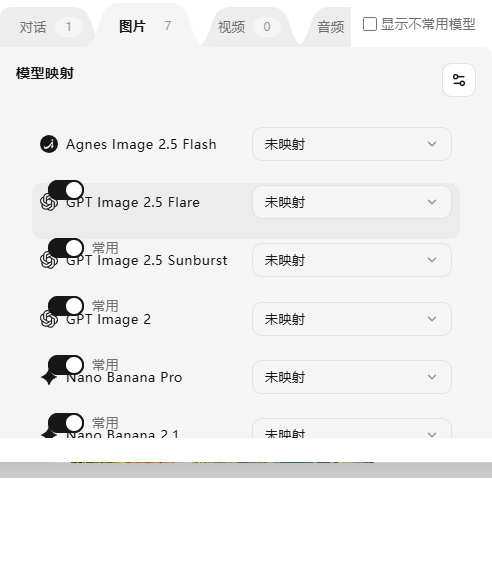 对话 1 图片 7 视频 0 音频 显示不常用模型
模型映射
Agnes Image 2.5 Flash 未映射
GPT Image 2.5 Flare 未映射
常用
GPT Image 2.5 Sunburst 未映射
常用
GPT Image 2 未映射
常用
Nano Banana Pro 未映射
常用
Nano Banana 2.1 未映射